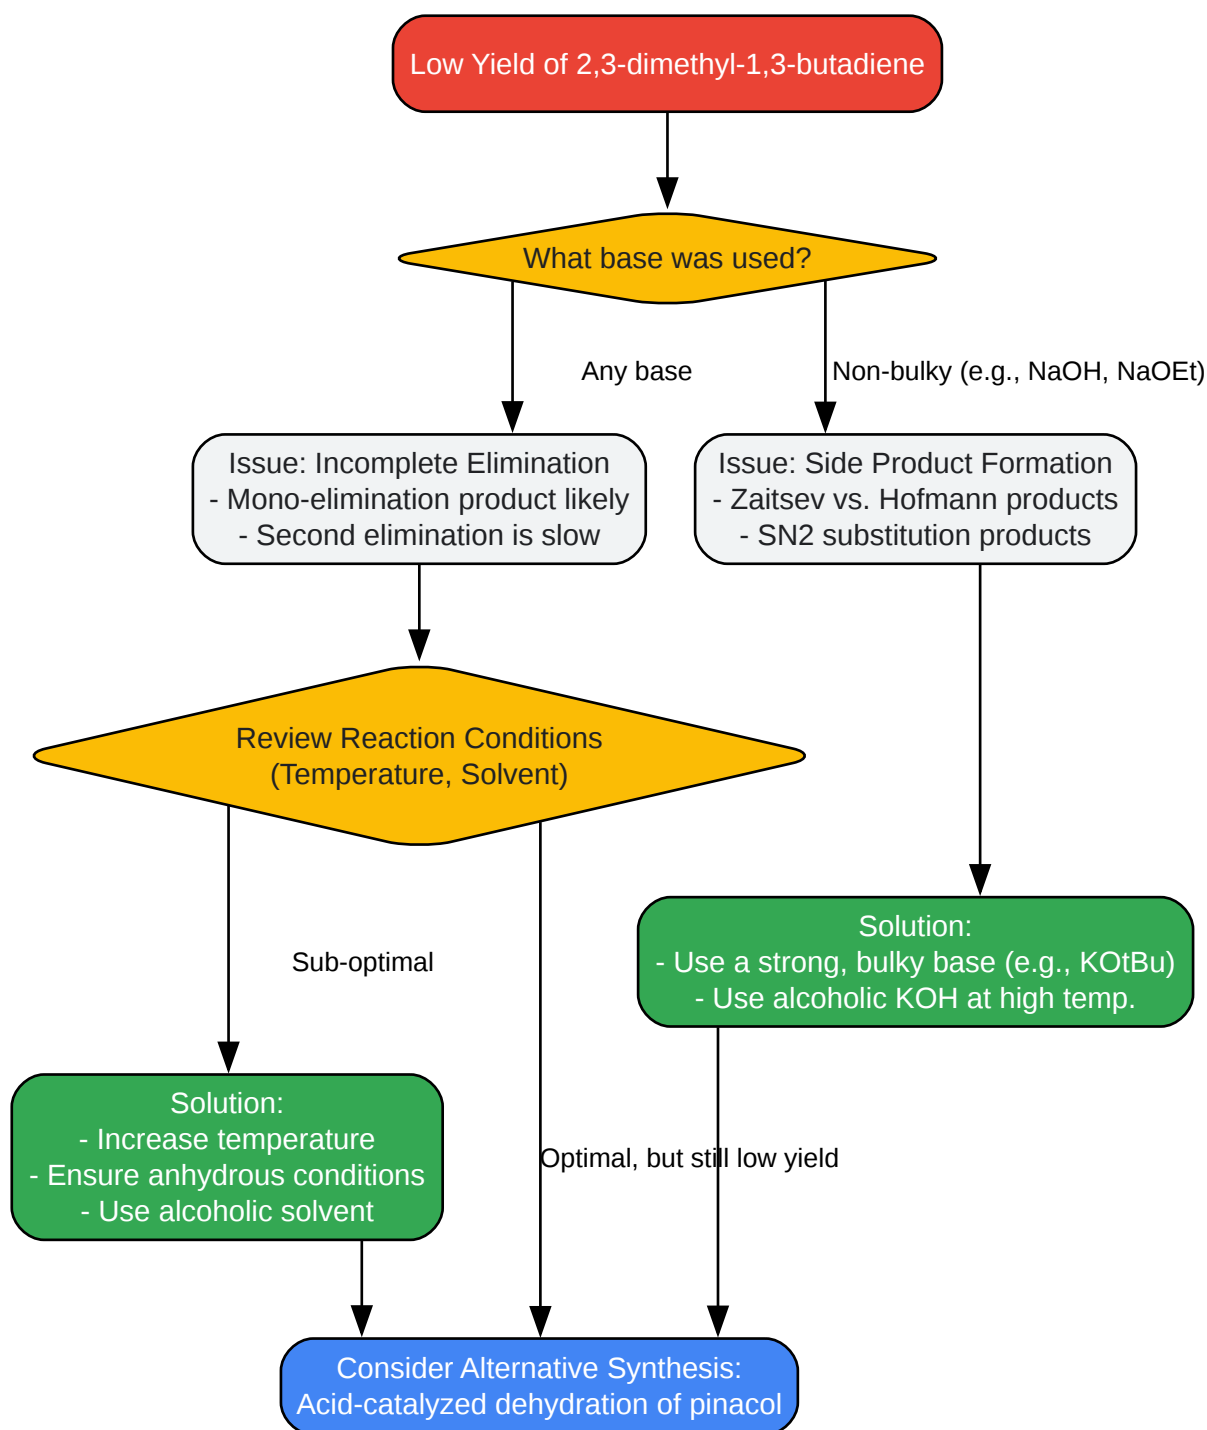 Low Yield of 2,3-dimethyl-1,3-butadiene
What base was used?
Any base
Non-bulky (e.g., NaOH, NaOEt)
Issue: Incomplete Elimination
- Mono-elimination product likely
- Second elimination is slow
Issue: Side Product Formation
- Zaitsev vs. Hofmann products
- SN2 substitution products
Review Reaction Conditions
(Temperature, Solvent)
Sub-optimal
Solution:
- Use a strong, bulky base (e.g., KOtBu)
- Use alcoholic KOH at high temp.
Solution:
- Increase temperature
- Ensure anhydrous conditions
- Use alcoholic solvent
Optimal, but still low yield
Consider Alternative Synthesis:
Acid-catalyzed dehydration of pinacol